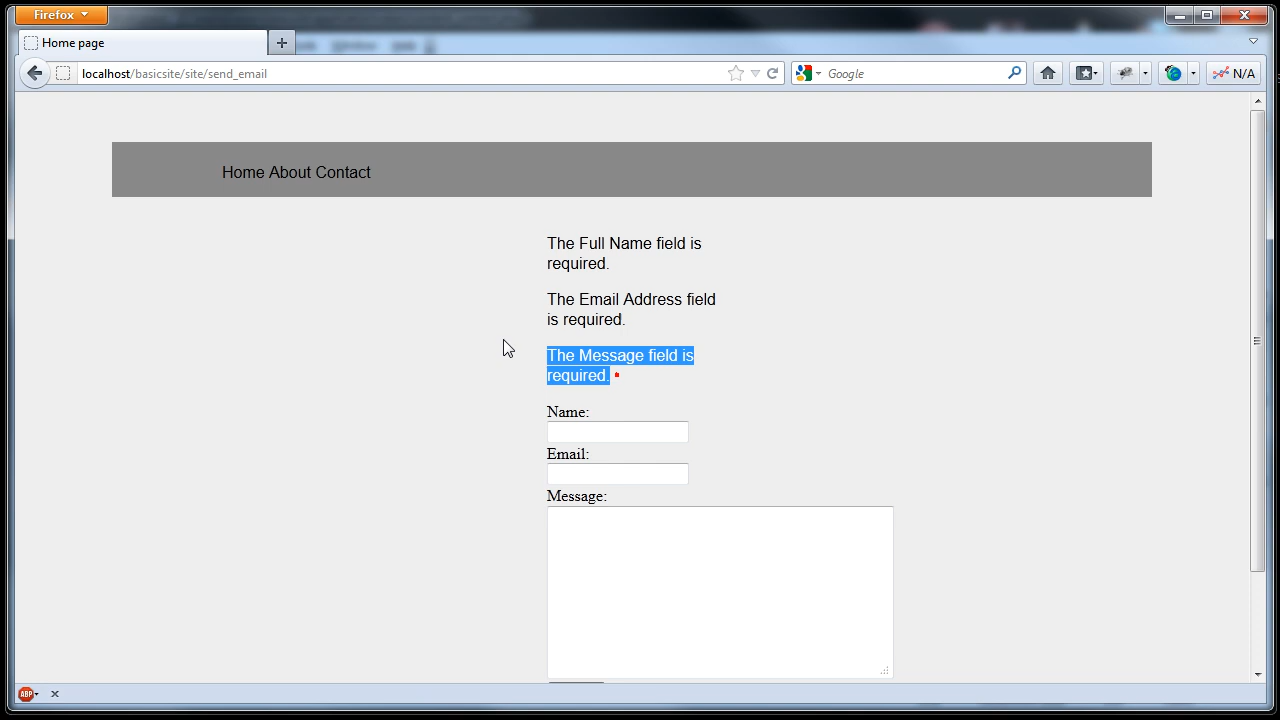 Firefox
Home page
localhost/basicsite/site/send_email
Google
N/A
Home About Contact
The Full Name field is
required.
The Email Address field
is required.
The Message field is
required.
Name:
Email:
Message:
ABP